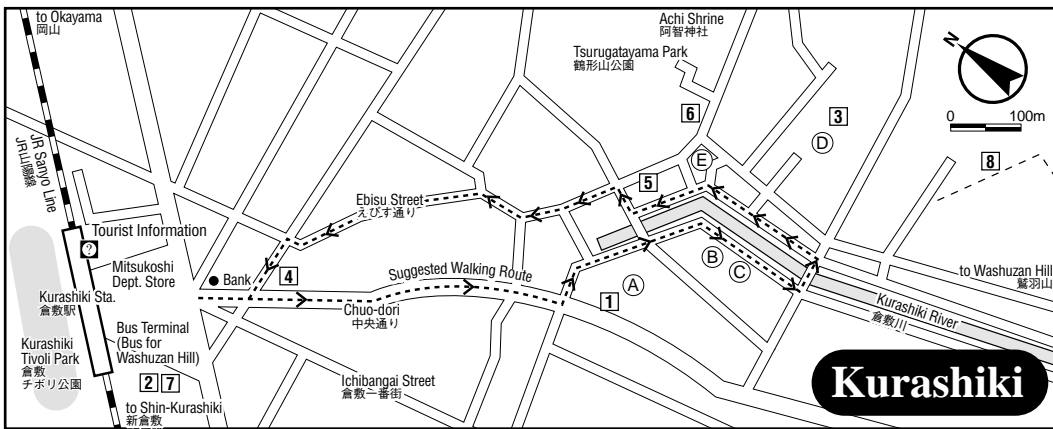 to Okayama
岡山
JR Sanyo Line
JR山陽線
Tourist Information
?
Mitsukoshi
Dept. Store
Kurashiki Sta.
倉敷駅
Bus Terminal
(Bus for
Washuzan Hill)
Kurashiki
Tivoli Park
倉敷
チボリ公園
2 7
to Shin-Kurashiki
新倉敷
Bank
4
Ebisu Street
えびす通り
Suggested Walking Route
Chuo-dori
中央通り
Ichibangai Street
倉敷一番街
Achi Shrine
阿智神社
Tsurugatayama Park
鶴形山公園
6
3
D
E
5
8
B
C
A
1
N
0 100m
to Washuzan Hill
鷲羽山
Kurashiki River
倉敷川
Kurashiki